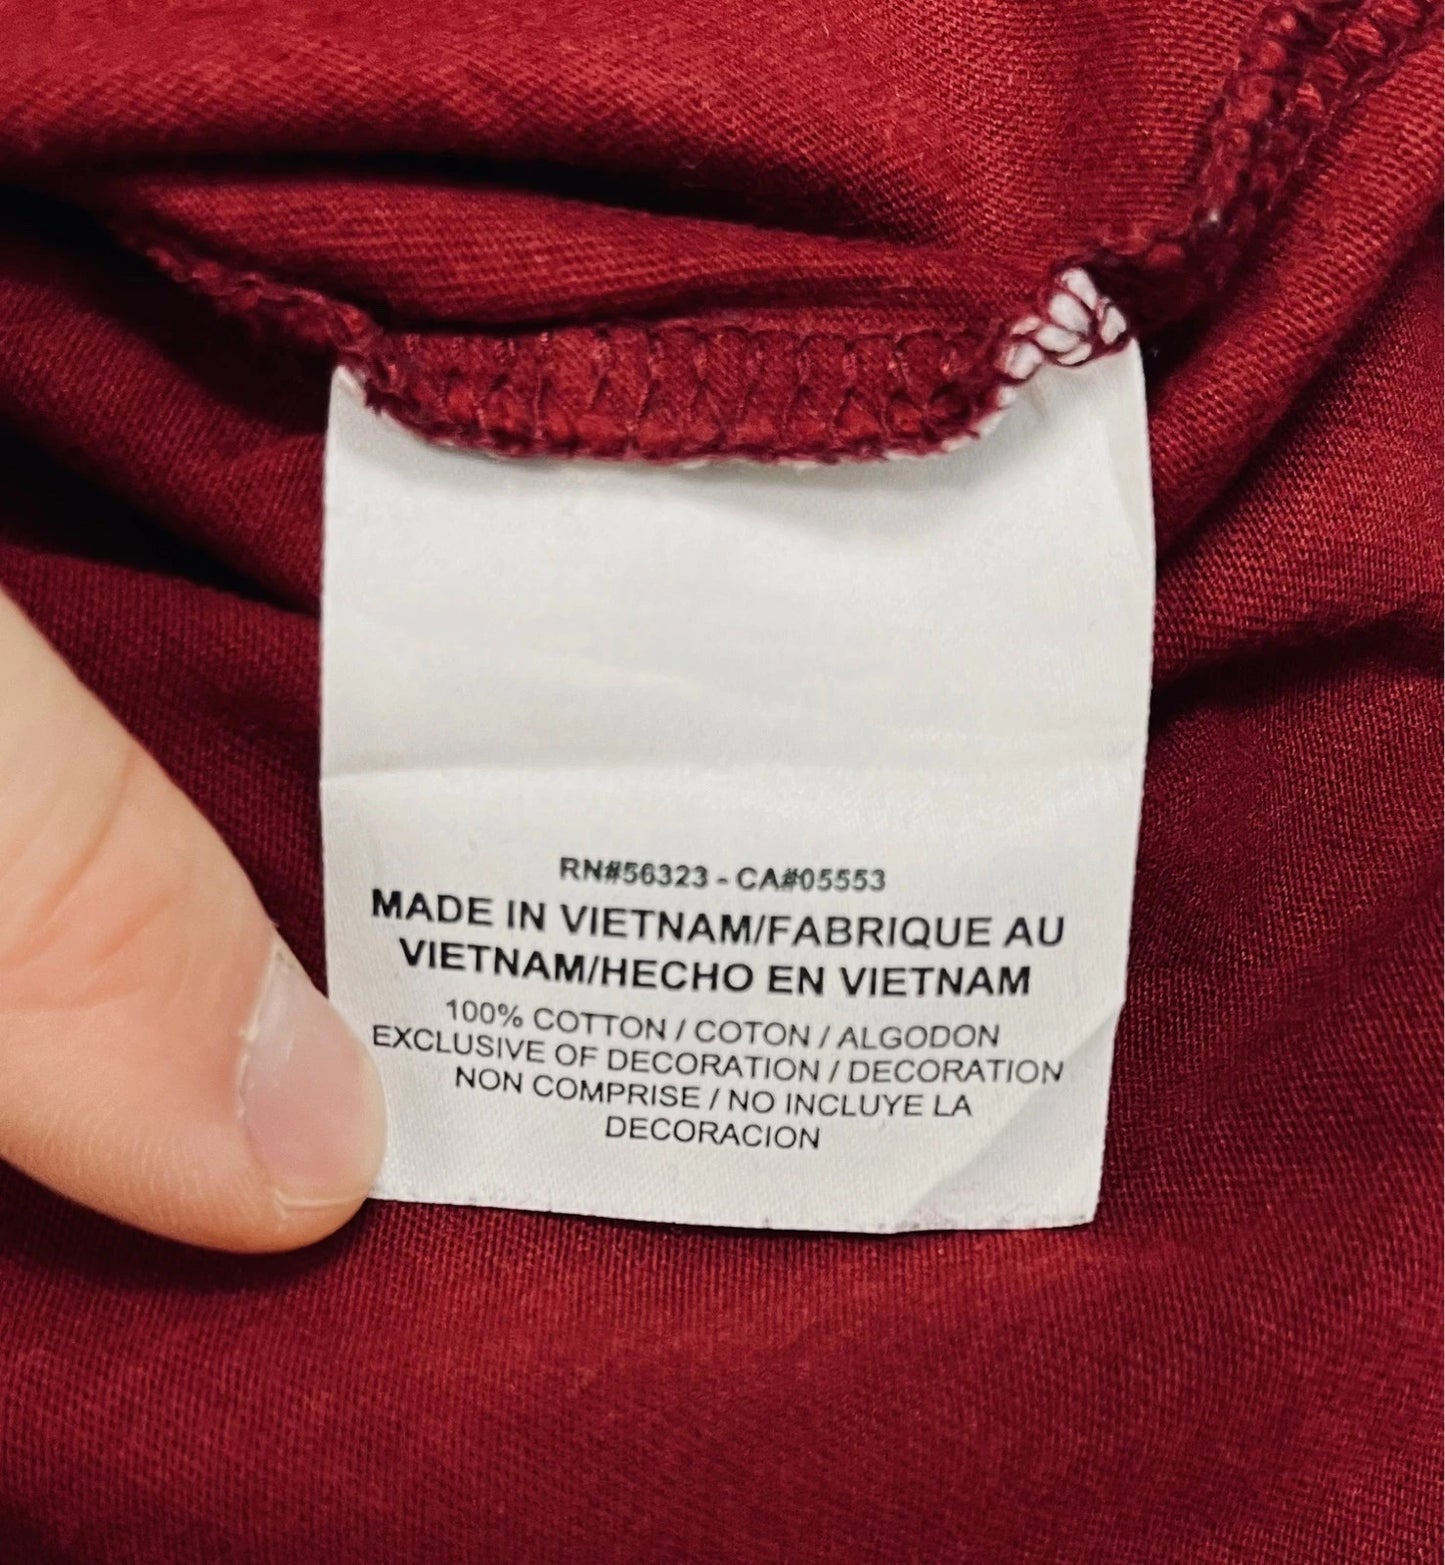 RN#56323 - CA#05553
MADE IN VIETNAM/FABRIQUE AU
VIETNAM/HECHO EN VIETNAM
100% COTTON / COTON / ALGODON
EXCLUSIVE OF DECORATION / DECORATION
NON COMPRISE / NO INCLUYE LA
DECORACION